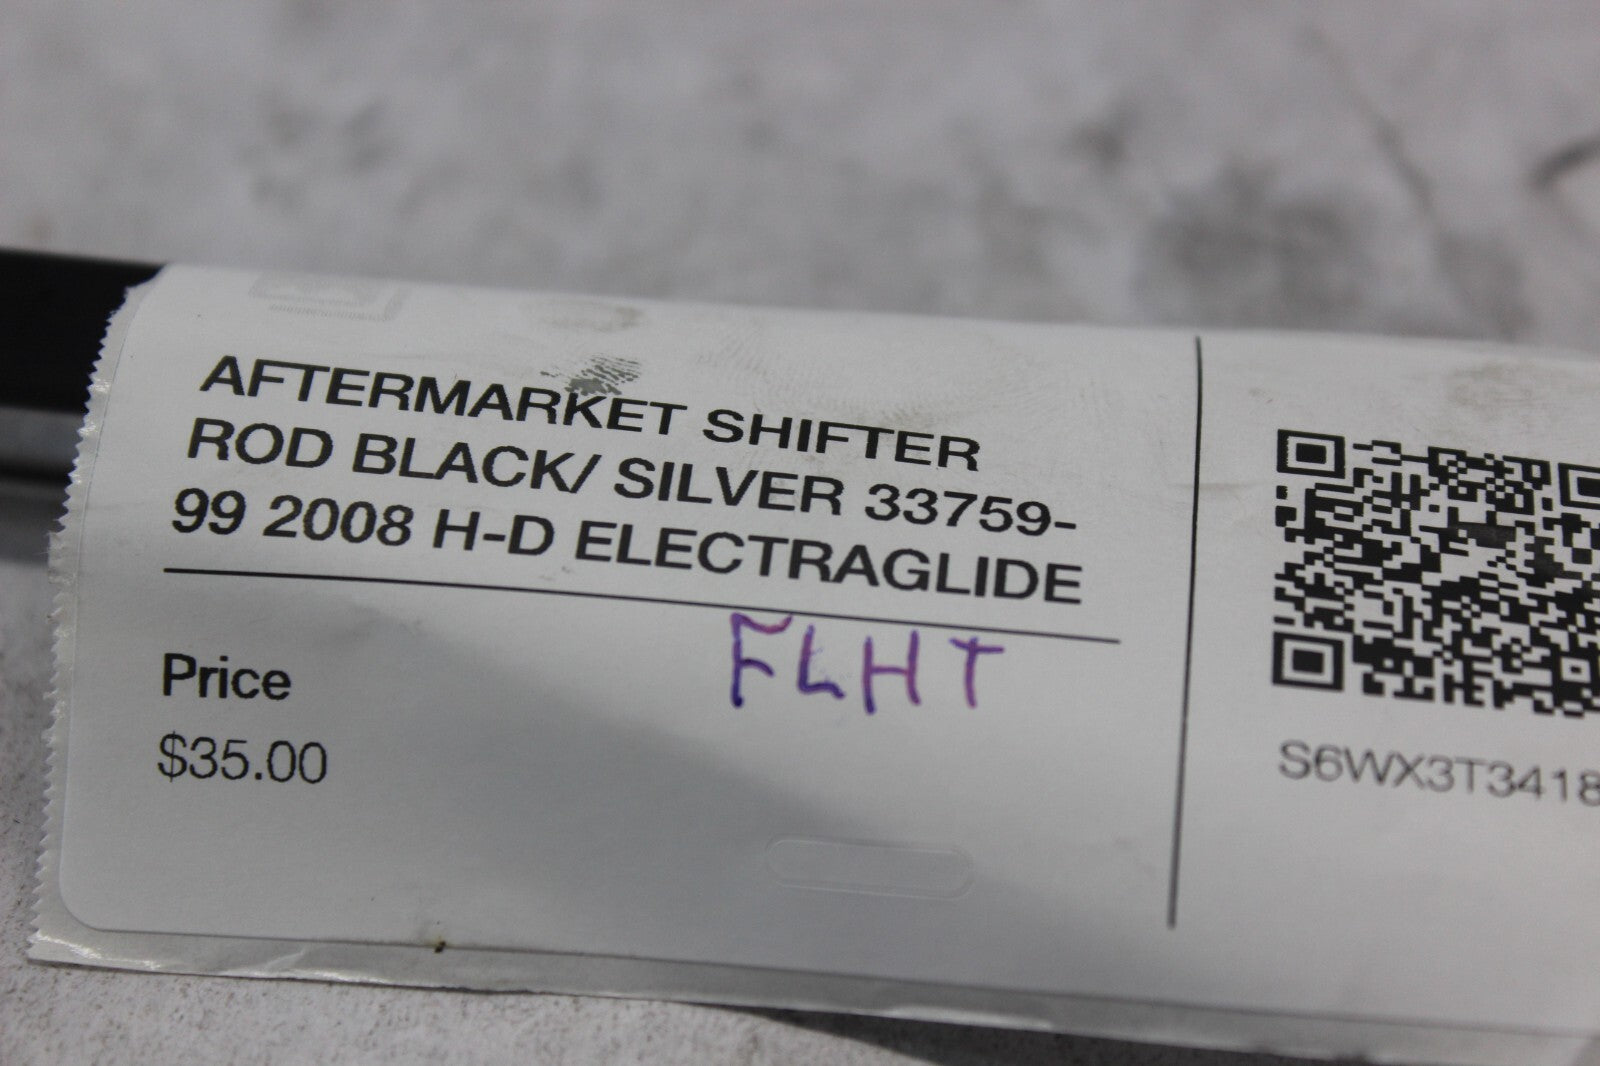 AFTERMARKET SHIFTER
ROD BLACK/ SILVER 33759-
99 2008 H-D ELECTRAGLIDE
FLHT
Price
$35.00
S6WX3T3418